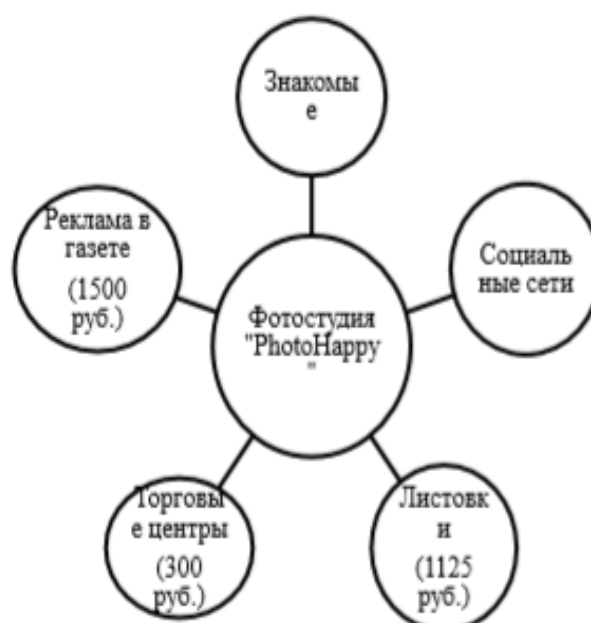 Знакомы
е
Реклама в
газете
(1500
руб.)
Социаль
ные сети
Фотостудия
"PhotoHappy
"
Торговы
е центры
(300
руб.)
Листовк
и
(1125
руб.)